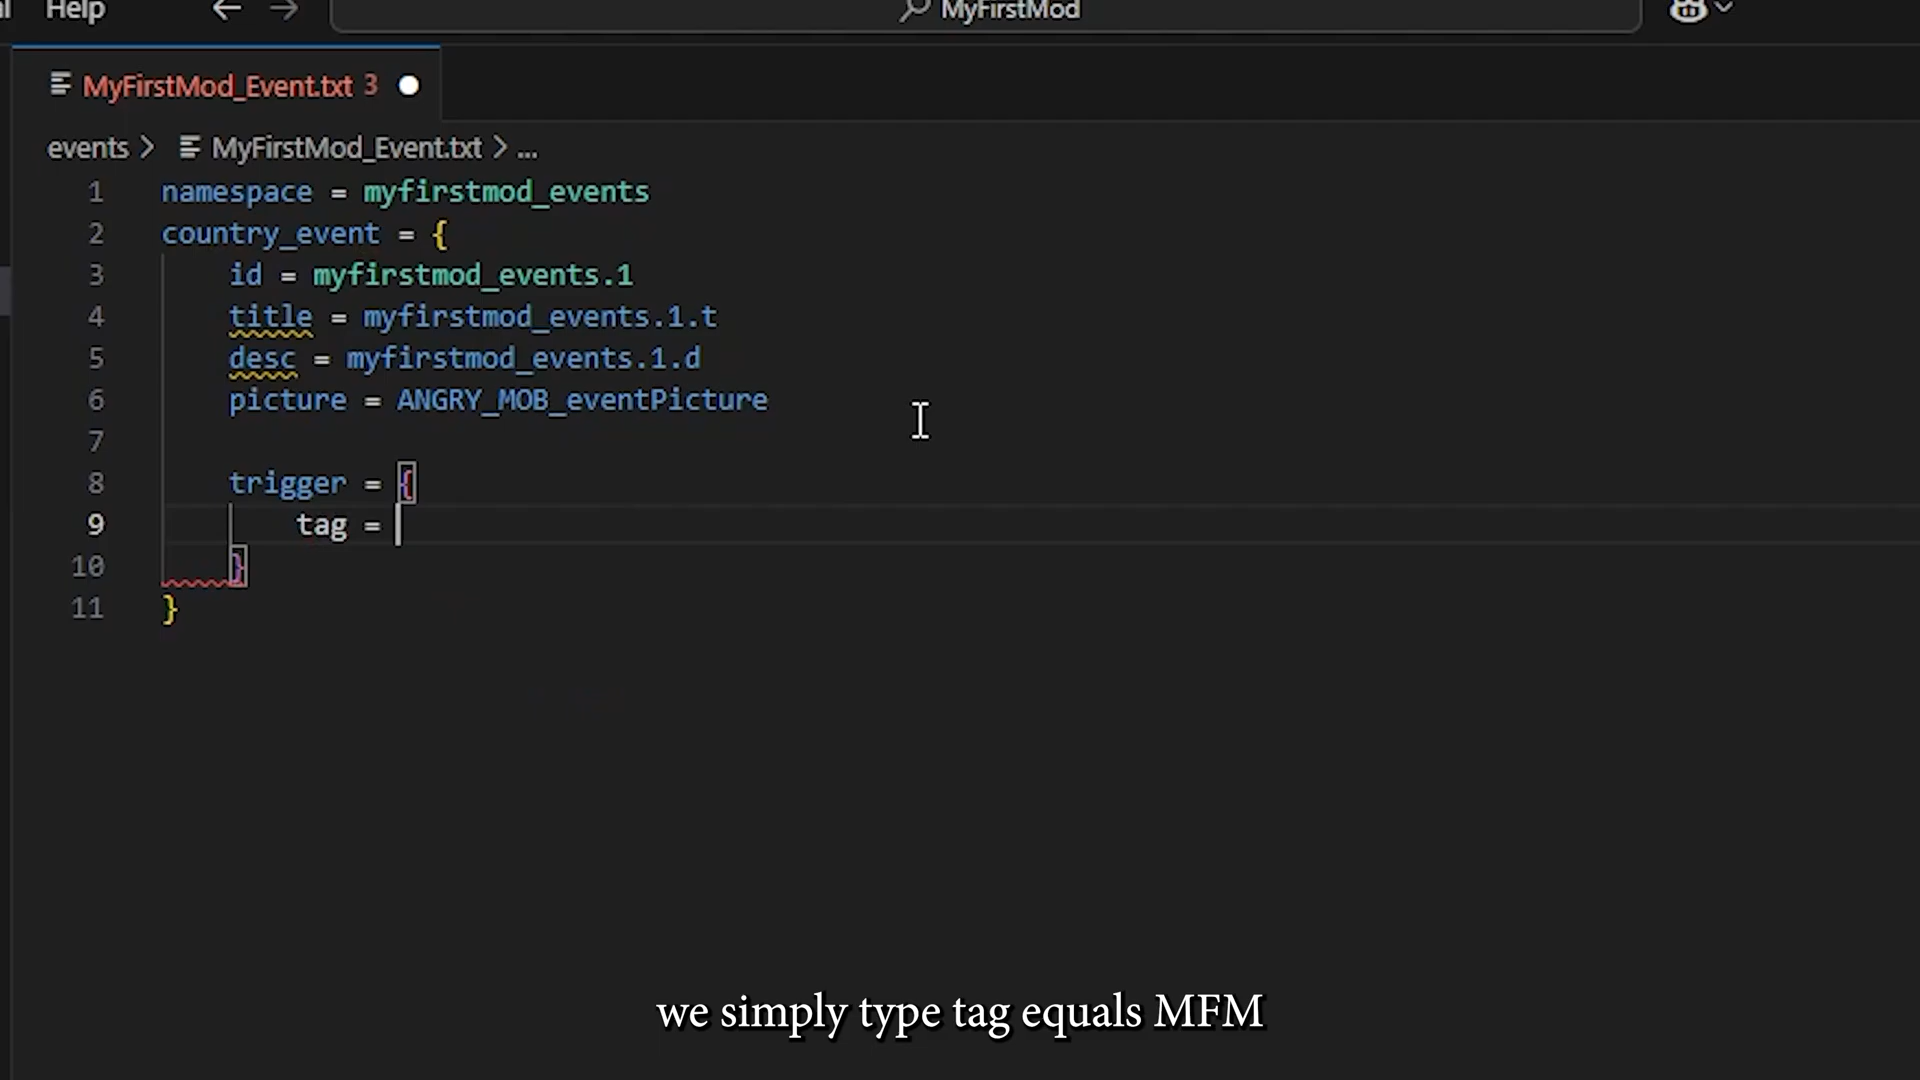 Help
MyFirstMod
MyFirstMod_Event.txt 3
events > MyFirstMod_Event.txt > ...
1 namespace = myfirstmod_events
2 country_event = {
3 id = myfirstmod_events.1
4 title = myfirstmod_events.1.t
5 desc = myfirstmod_events.1.d
6 picture = ANGRY_MOB_eventPicture
7
8 trigger = {
9 tag =
10 }
11 }
we simply type tag equals MFM